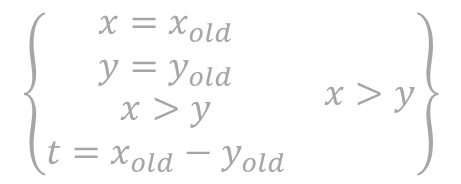 x = x_old
y = y_old
x > y
t = x_old − y_old
x > y